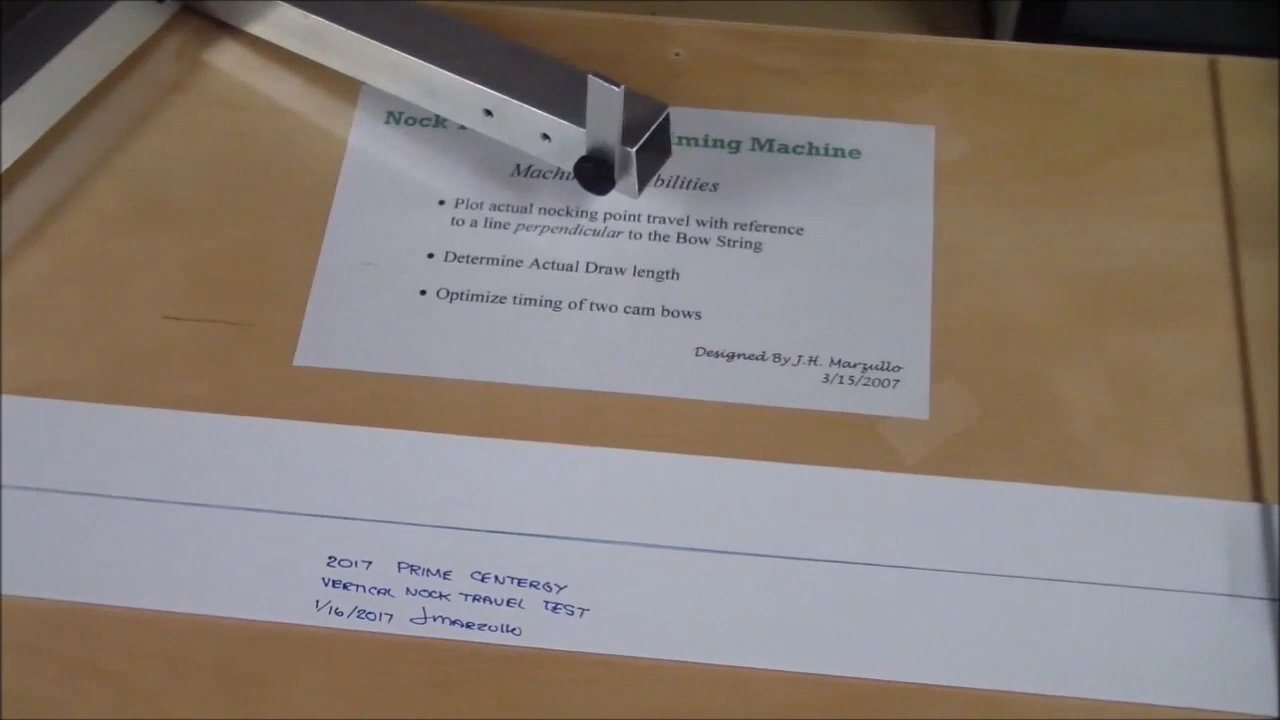 Nock ming Machine
Machi bilities
• Plot actual nocking point travel with reference
to a line perpendicular to the Bow String
• Determine Actual Draw length
• Optimize timing of two cam bows
Designed By J.H. Marzullo
3/15/2007
2017 PRIME CENTERGY
VERTICAL NOCK TRAVEL TEST
1/16/2017 JMARZULLO